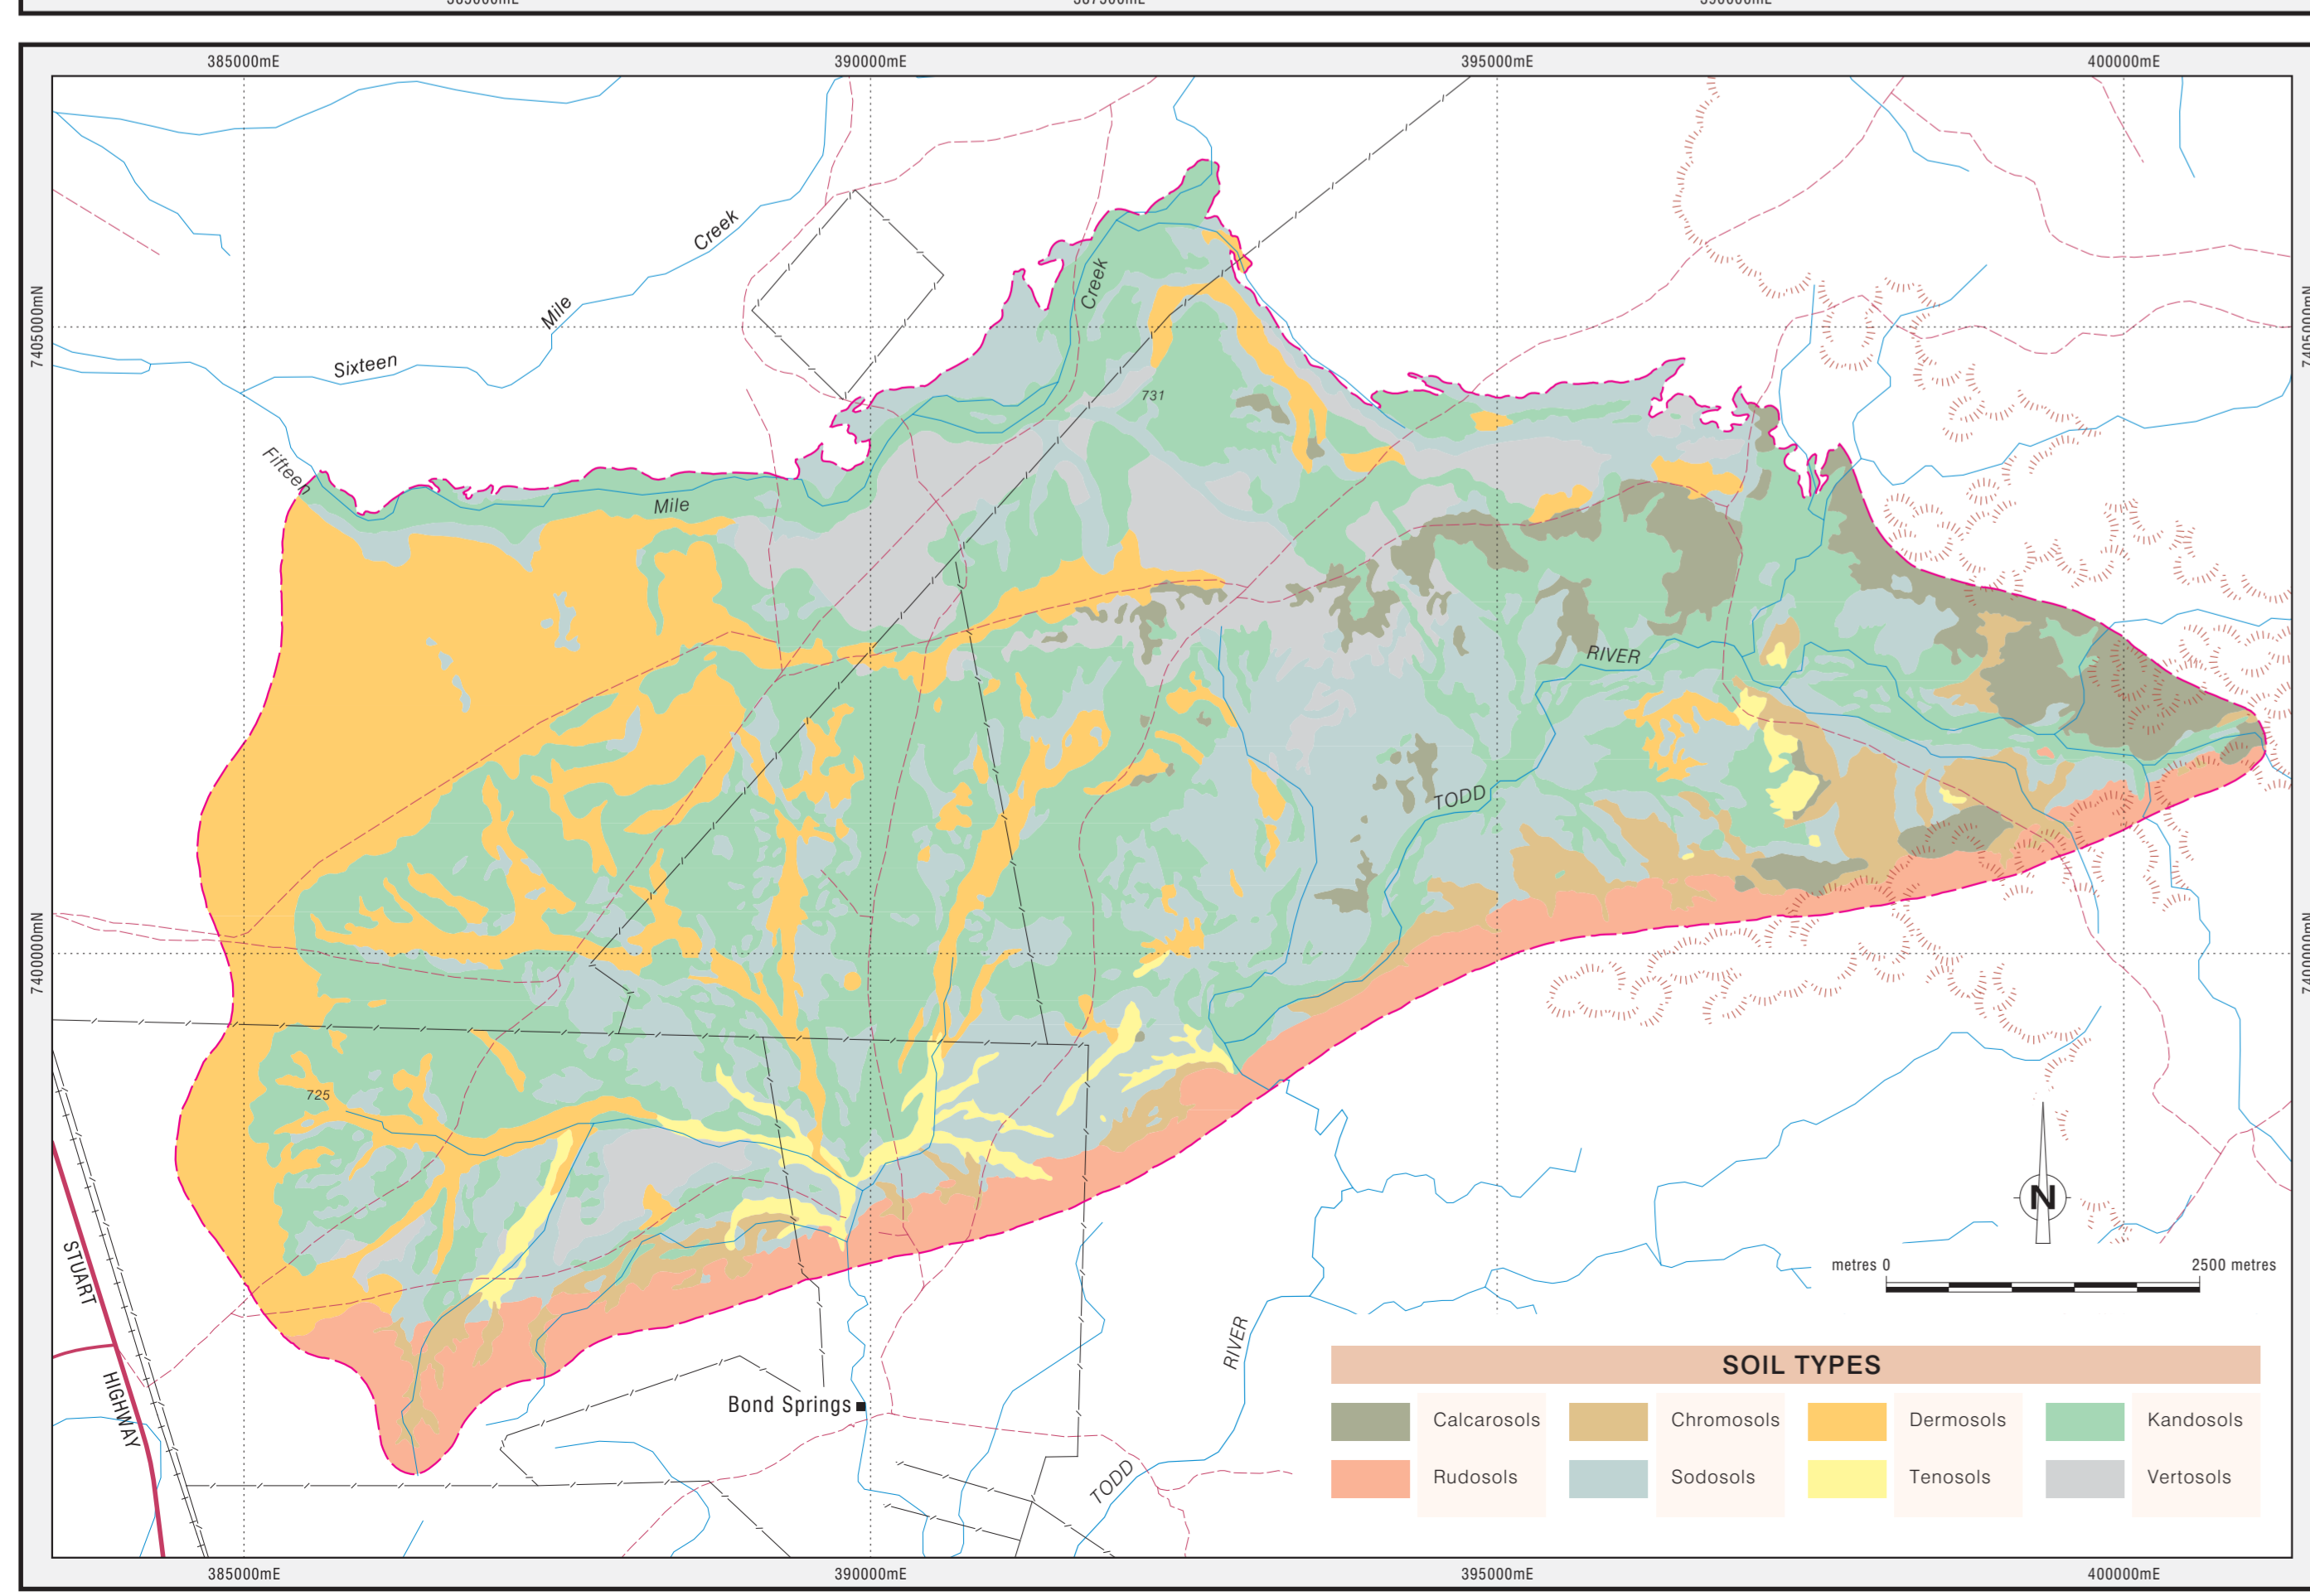 385000mE 390000mE 395000mE 400000mE
Creek
Mile
Sixteen
Creek
7405000mN
7405000mN
731
Fifteen
Mile
RIVER
TODD
7400000mN
7400000mN
725
N
metres 0 2500 metres
STUART
HIGHWAY
RIVER
TODD
Bond Springs
SOIL TYPES
Calcarosols Chromosols Dermosols Kandosols
Rudosols Sodosols Tenosols Vertosols
385000mE 390000mE 395000mE 400000mE